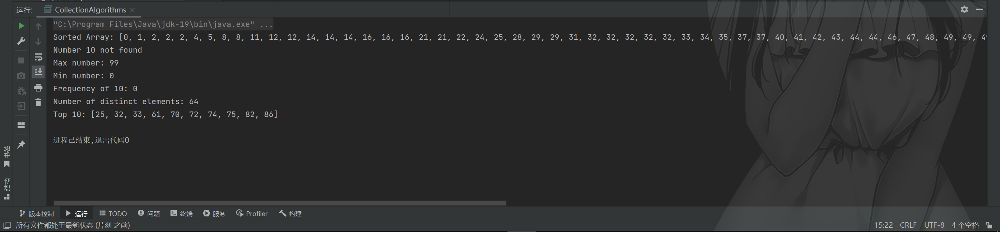 运行: CollectionAlgorithms
"C:\Program Files\Java\jdk-19\bin\java.exe" ...
Sorted Array: [0, 1, 2, 2, 2, 4, 5, 8, 8, 11, 12, 12, 14, 14, 14, 16, 16, 16, 21, 21, 22, 24, 25, 28, 29, 29, 31, 32, 32, 32, 32, 32, 33, 34, 35, 37, 37, 40, 41, 42, 43, 44, 44, 46, 47, 48, 49, 49,
Number 10 not found
Max number: 99
Min number: 0
Frequency of 10: 0
Number of distinct elements: 64
Top 10: [25, 32, 33, 61, 70, 72, 74, 75, 82, 86]
进程已结束,退出代码0
书签
结构
版本控制 运行 TODO 问题 终端 服务 Profiler 构建
所有文件都处于最新状态 (片刻 之前) 15:22 CRLF UTF-8 4 个空格